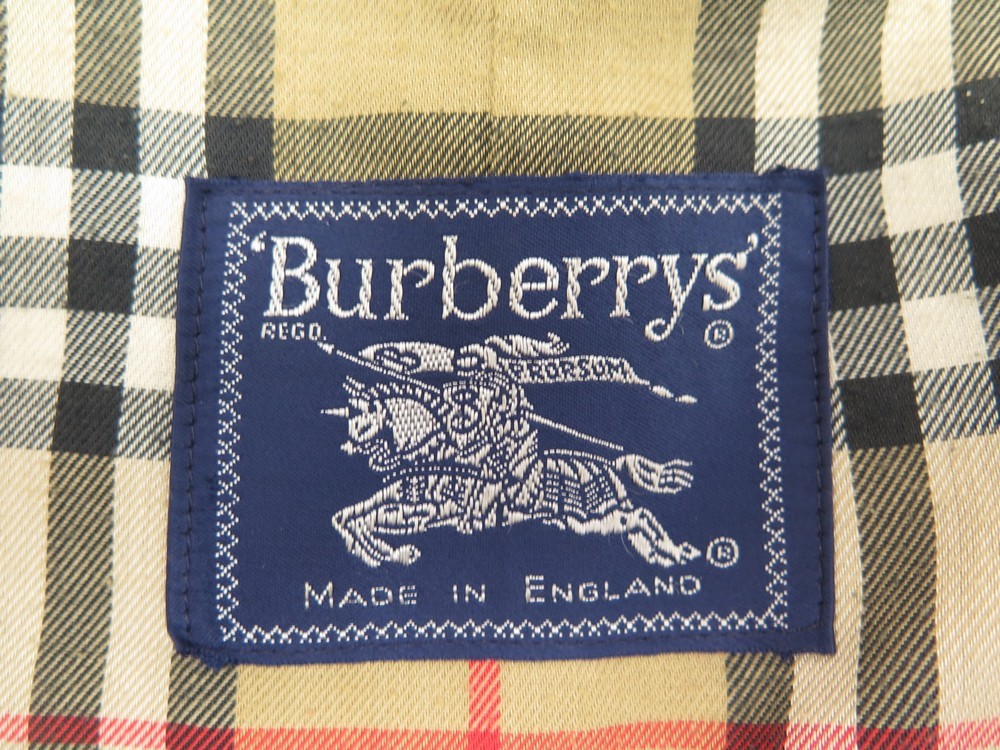 'Burberrys'
REGD ®
PRORSUM
®
MADE IN ENGLAND